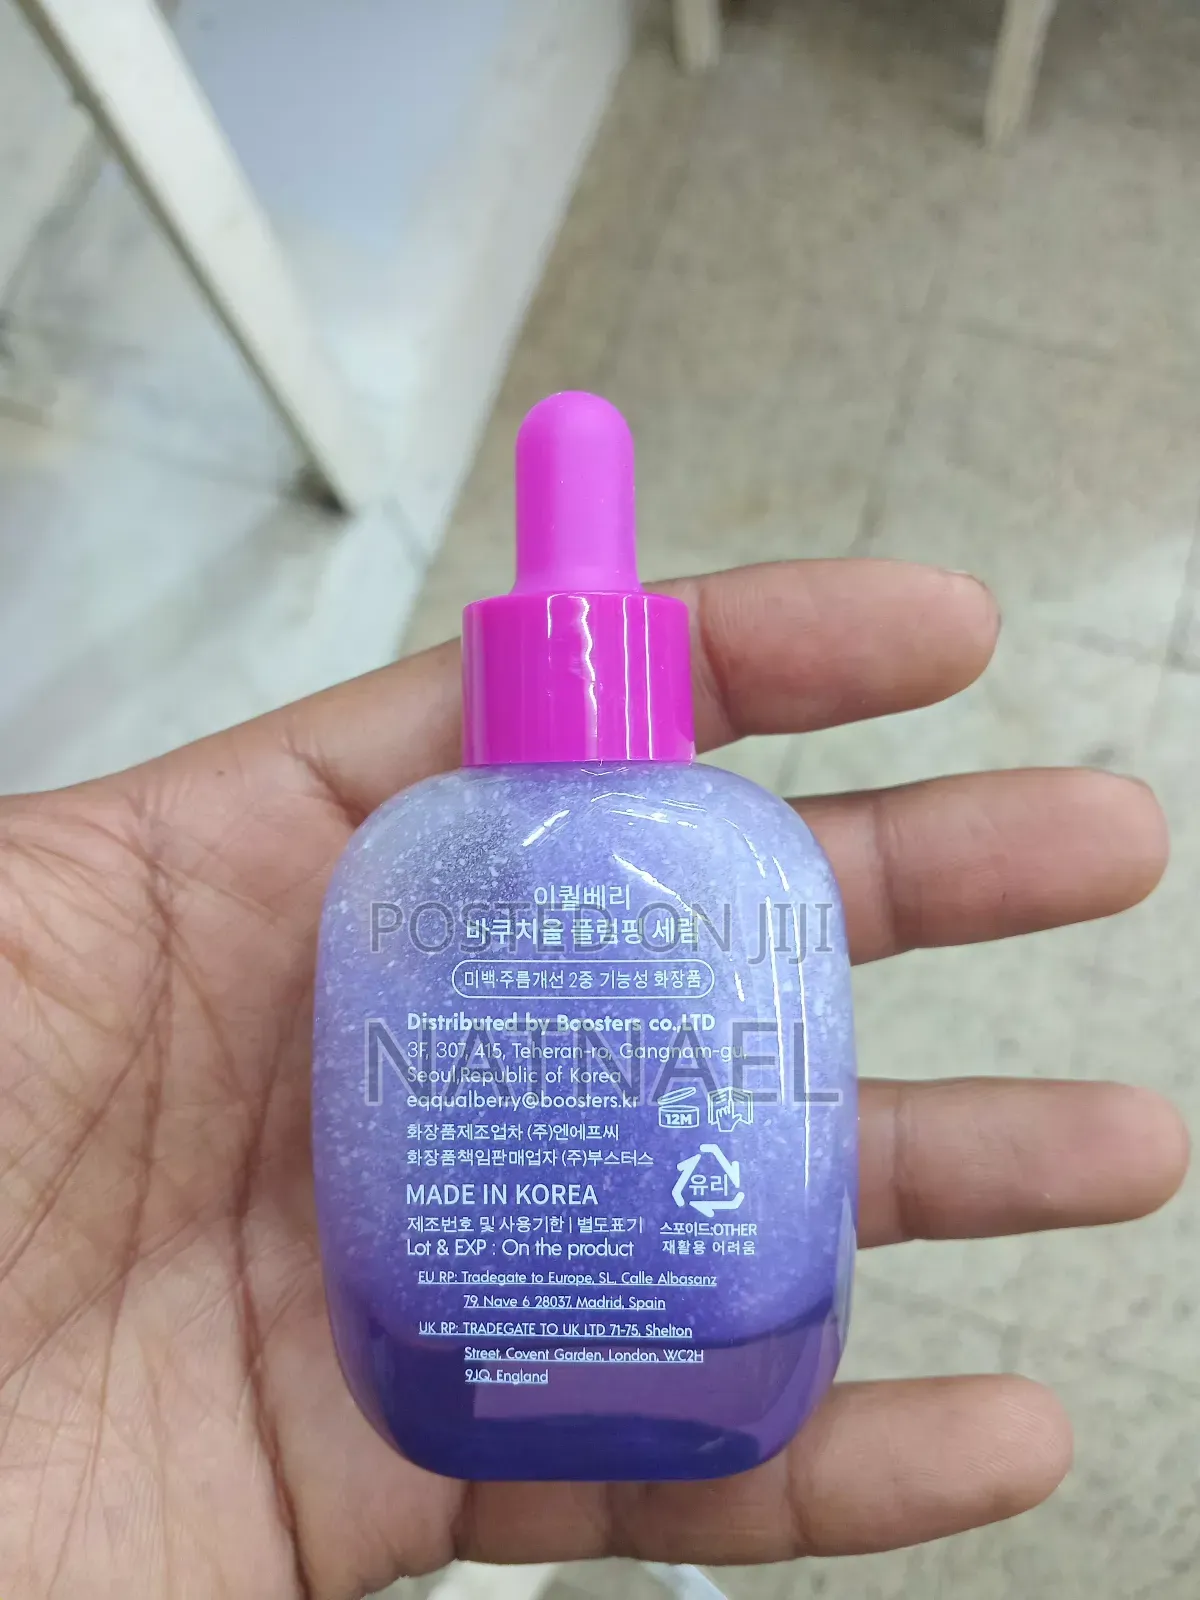 이퀄베리
바쿠치올 플럼핑 세럼
POSTED ON JIJI
미백·주름개선 2중 기능성 화장품
Distributed by Boosters co.,LTD
NATNAEL
3F, 307, 415, Teheran-ro, Gangnam-gu,
Seoul,Republic of Korea
eqqualberry@boosters.kr
12M
화장품제조업자 (주)엔에프씨
화장품책임판매업자 (주)부스터스
유리
MADE IN KOREA
제조번호 및 사용기한 | 별도표기
스포이드:OTHER
Lot & EXP : On the product
재활용 어려움
EU RP: Tradegate to Europe, SL. Calle Albasanz
79, Nave 6 28037, Madrid, Spain
UK RP: TRADEGATE TO UK LTD 71-75, Shelton
Street, Covent Garden, London, WC2H
9JQ, England